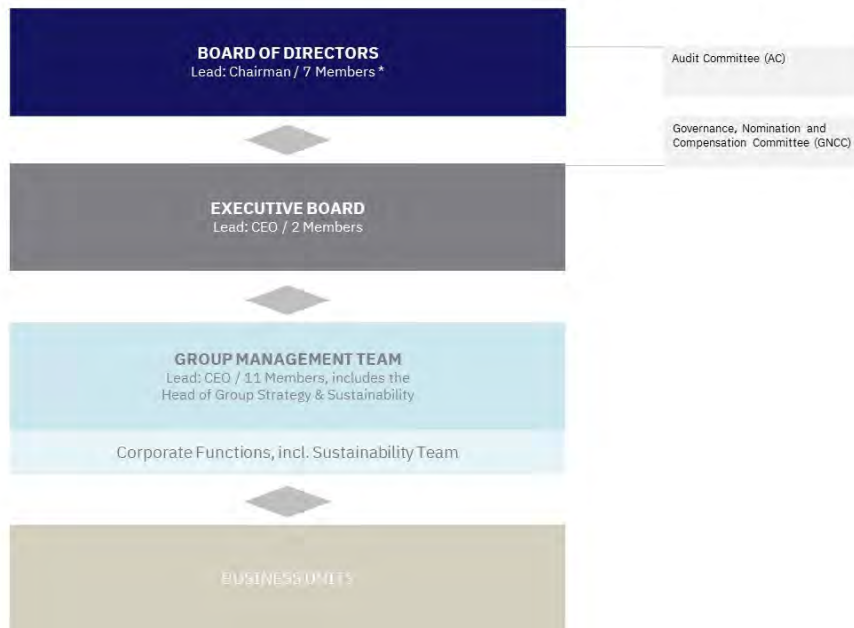 BOARD OF DIRECTORS
Lead: Chairman / 7 Members *
Audit Committee (AC)
Governance, Nomination and
Compensation Committee (GNCC)
EXECUTIVE BOARD
Lead: CEO / 2 Members
GROUP MANAGEMENT TEAM
Lead: CEO / 11 Members, includes the
Head of Group Strategy & Sustainability
Corporate Functions, incl. Sustainability Team
BUSINESS UNITS